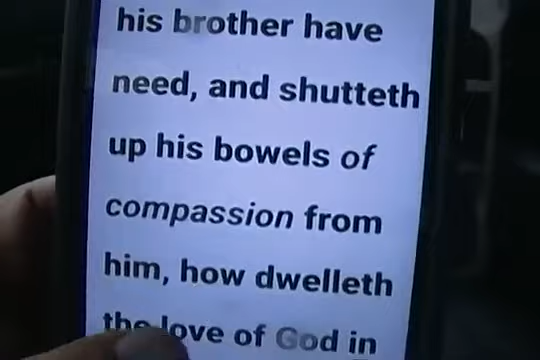 his brother have
need, and shutteth
up his bowels of
compassion from
him, how dwelleth
the love of God in